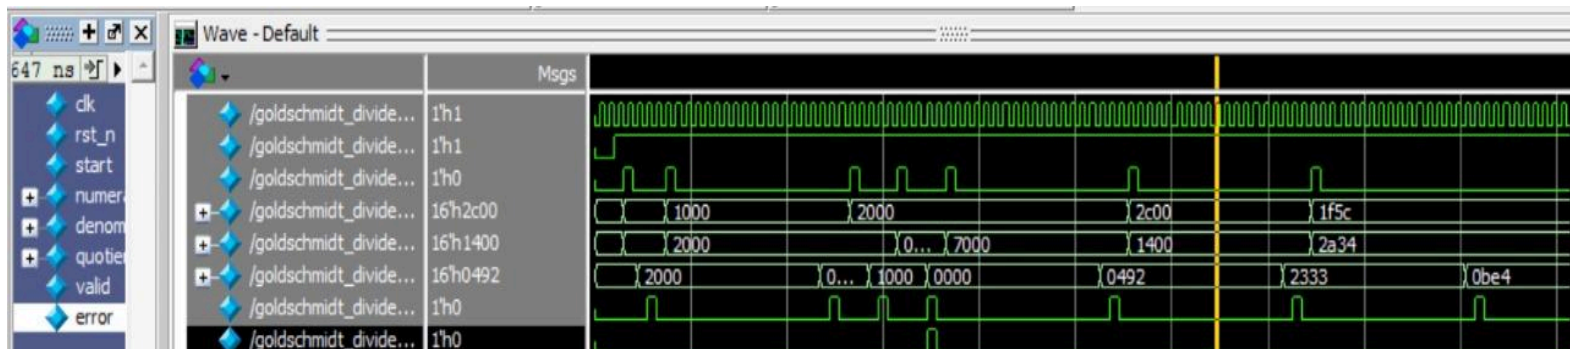 Wave - Default
647 ns
Msgs
clk
rst_n
start
numer
denom
quotie
valid
error
/goldschmidt_divide... 1'h1
/goldschmidt_divide... 1'h1
/goldschmidt_divide... 1'h0
/goldschmidt_divide... 16'h2c00 1000 2000 2c00 1f5c
/goldschmidt_divide... 16'h1400 2000 0... 7000 1400 2a34
/goldschmidt_divide... 16'h0492 2000 0... 1000 0000 0492 2333 0be4
/goldschmidt_divide... 1'h0
/goldschmidt_divide... 1'h0